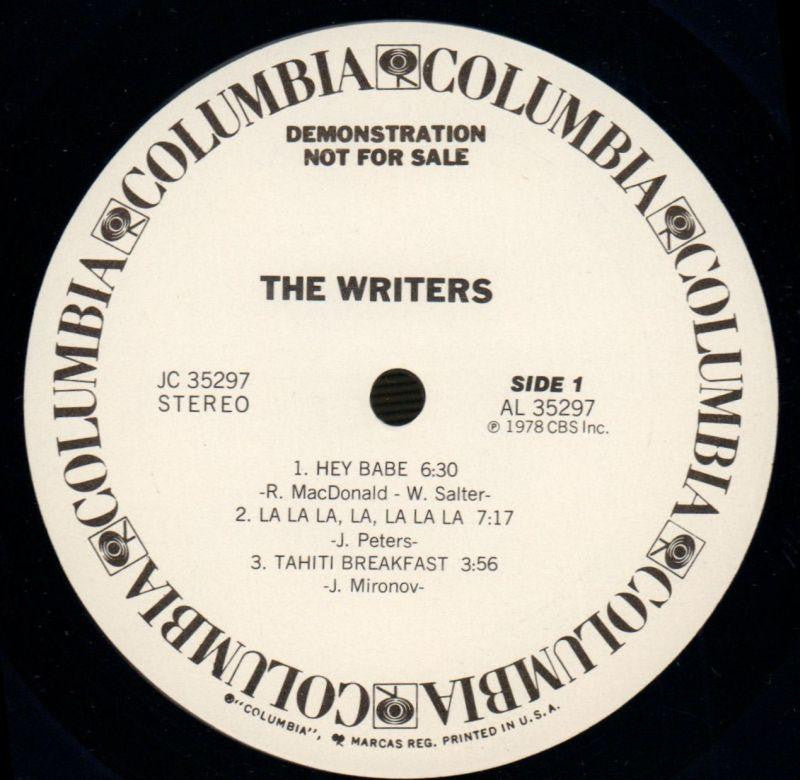 COLUMBIA COLUMBIA COLUMBIA COLUMBIA COLUMBIA COLUMBIA COLUMBIA COLUMBIA
DEMONSTRATION
NOT FOR SALE
THE WRITERS
JC 35297
STEREO
SIDE 1
AL 35297
℗ 1978 CBS Inc.
1. HEY BABE 6:30
-R. MacDonald - W. Salter-
2. LA LA LA, LA, LA LA LA 7:17
-J. Peters-
3. TAHITI BREAKFAST 3:56
-J. Mironov-
®"COLUMBIA", MARCAS REG. PRINTED IN U.S.A.